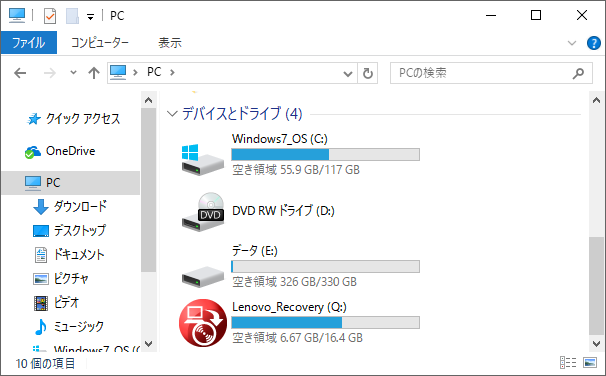 PC
ファイル コンピューター 表示
PC PCの検索
クイック アクセス
OneDrive
PC
ダウンロード
デスクトップ
ドキュメント
ピクチャ
ビデオ
ミュージック
デバイスとドライブ (4)
Windows7_OS (C:)
空き領域 55.9 GB/117 GB
DVD
DVD RW ドライブ (D:)
データ (E:)
空き領域 326 GB/330 GB
Lenovo_Recovery (Q:)
空き領域 6.67 GB/16.4 GB
10 個の項目